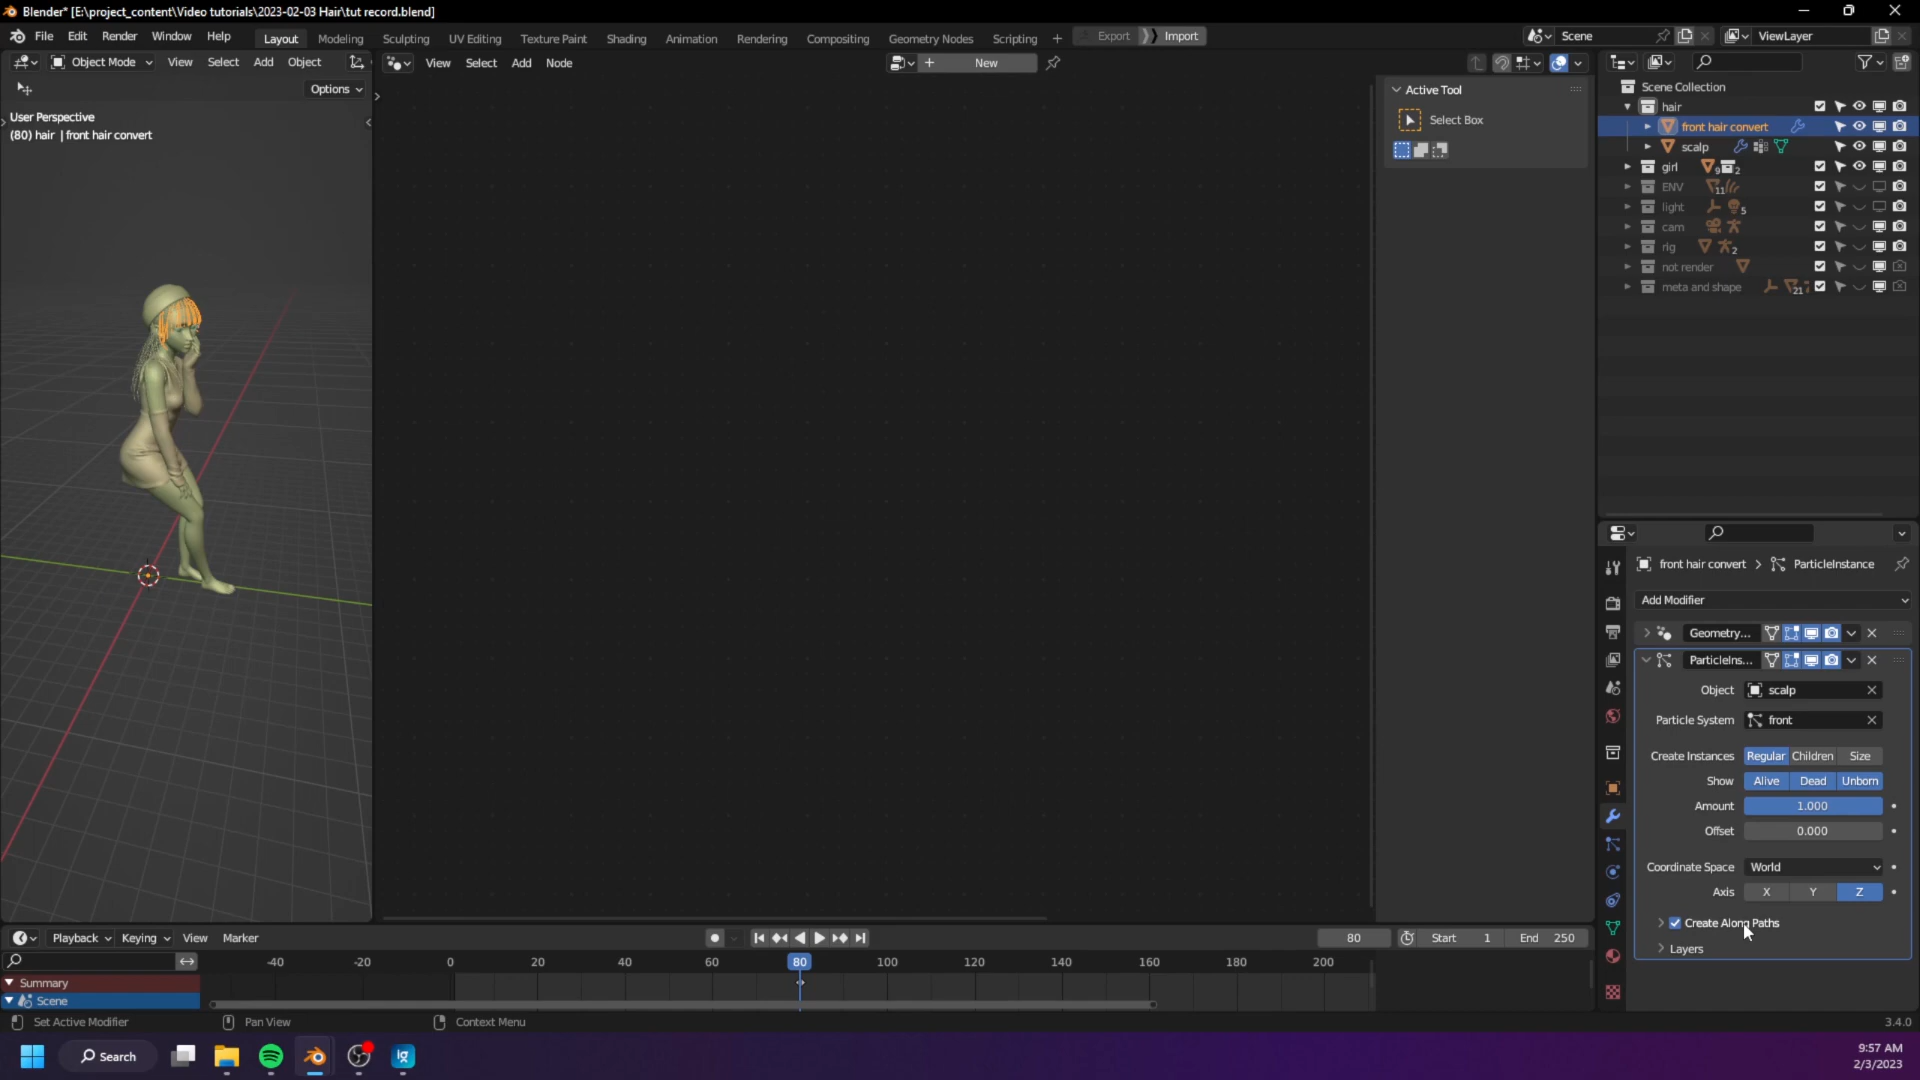 Blender* [E:\project_content\Video tutorials\2023-02-03 Hair\tut record.blend]
File Edit Render Window Help Layout Modeling Sculpting UV Editing Texture Paint Shading Animation Rendering Compositing Geometry Nodes Scripting + Export Import Scene ViewLayer
Object Mode View Select Add Object View Select Add Node New
Options
User Perspective
(80) hair | front hair convert
Active Tool
Select Box
Scene Collection
hair
front hair convert
scalp
girl 9 2
ENV 11
light 5
cam
rig 2
not render
meta and shape 21
front hair convert > ParticleInstance
Add Modifier
Geometry...
ParticleIns...
Object scalp
Particle System front
Create Instances Regular Children Size
Show Alive Dead Unborn
Amount 1.000
Offset 0.000
Coordinate Space World
Axis X Y Z
Create Along Paths
Layers
Playback Keying View Marker 80 Start 1 End 250
-40 -20 0 20 40 60 80 100 120 140 160 180 200
Summary
Scene
Set Active Modifier Pan View Context Menu 3.4.0
Search
9:57 AM
2/3/2023